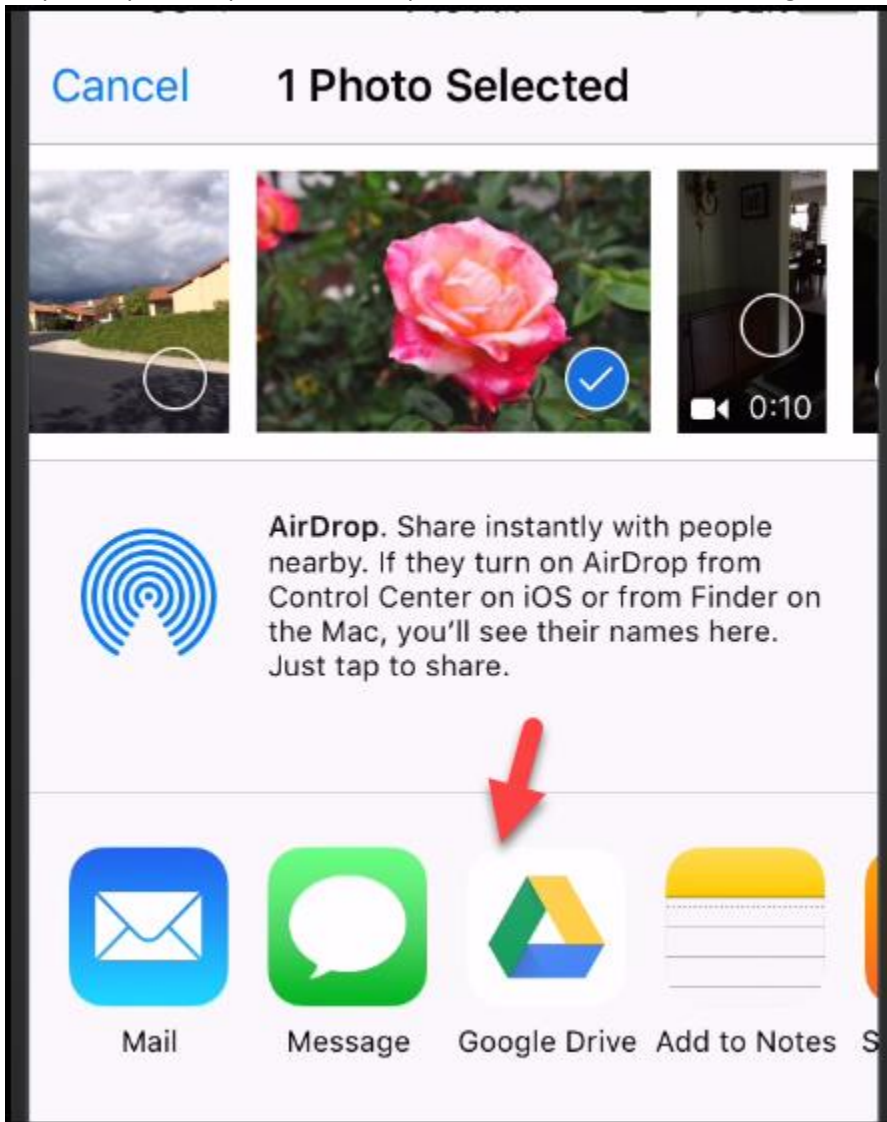 Cancel 1 Photo Selected
0:10
AirDrop. Share instantly with people
nearby. If they turn on AirDrop from
Control Center on iOS or from Finder on
the Mac, you'll see their names here.
Just tap to share.
Mail Message Google Drive Add to Notes S